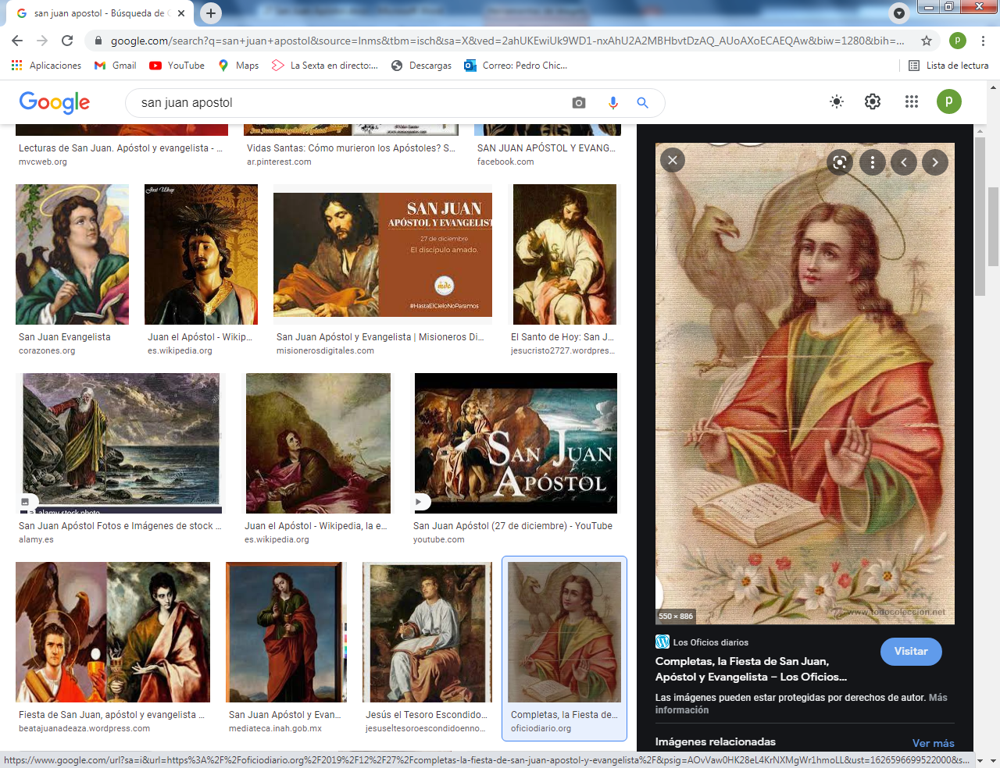 san juan apostol - Búsqueda de G
google.com/search?q=san+juan+apostol&source=lnms&tbm=isch&sa=X&ved=2ahUKEwiUk9WD1-nxAhU2A2MBHbvtDzAQ_AUoAXoECAEQAw&biw=1280&bih=...
p
Aplicaciones
Gmail
YouTube
Maps
La Sexta en directo:...
Descargas
Correo: Pedro Chic...
Lista de lectura
Google
san juan apostol
p
Lecturas de San Juan. Apóstol y evangelista - ...
mvcweb.org
Vidas Santas: Cómo murieron los Apóstoles? S...
ar.pinterest.com
SAN JUAN APÓSTOL Y EVANG...
facebook.com
SAN JUAN
APÓSTOL Y EVANGELIST
27 de diciembre
El discípulo amado.
mdc
#HastaElCieloNoParamos
San Juan Evangelista
corazones.org
Juan el Apóstol - Wikip...
es.wikipedia.org
San Juan Apóstol y Evangelista | Misioneros Di...
misionerosdigitales.com
El Santo de Hoy: San J...
jesucristo2727.wordpres...
alamy stock photo
SAN JUAN
APÓSTOL
San Juan Apóstol Fotos e Imágenes de stock ...
alamy.es
Juan el Apóstol - Wikipedia, la e...
es.wikipedia.org
San Juan Apóstol (27 de diciembre) - YouTube
youtube.com
Fiesta de San Juan, apóstol y evangelista ...
beatajuanadeaza.wordpress.com
San Juan Apóstol y Evan...
mediateca.inah.gob.mx
Jesús el Tesoro Escondido...
jesuseltesoroescondidoenno...
Completas, la Fiesta de...
oficiodiario.org
www.todocoleccion.net
550 × 886
Los Oficios diarios
Visitar
Completas, la Fiesta de San Juan,
Apóstol y Evangelista – Los Oficios...
Las imágenes pueden estar protegidas por derechos de autor. Más
información
Imágenes relacionadas
Ver más
https://www.google.com/url?sa=i&url=https%3A%2F%2Foficiodiario.org%2F2019%2F12%2F27%2Fcompletas-la-fiesta-de-san-juan-apostol-y-evangelista%2F&psig=AOvVaw0HK28eL4KrNXMgWr1hmoLL&ust=1626596699522000&s...